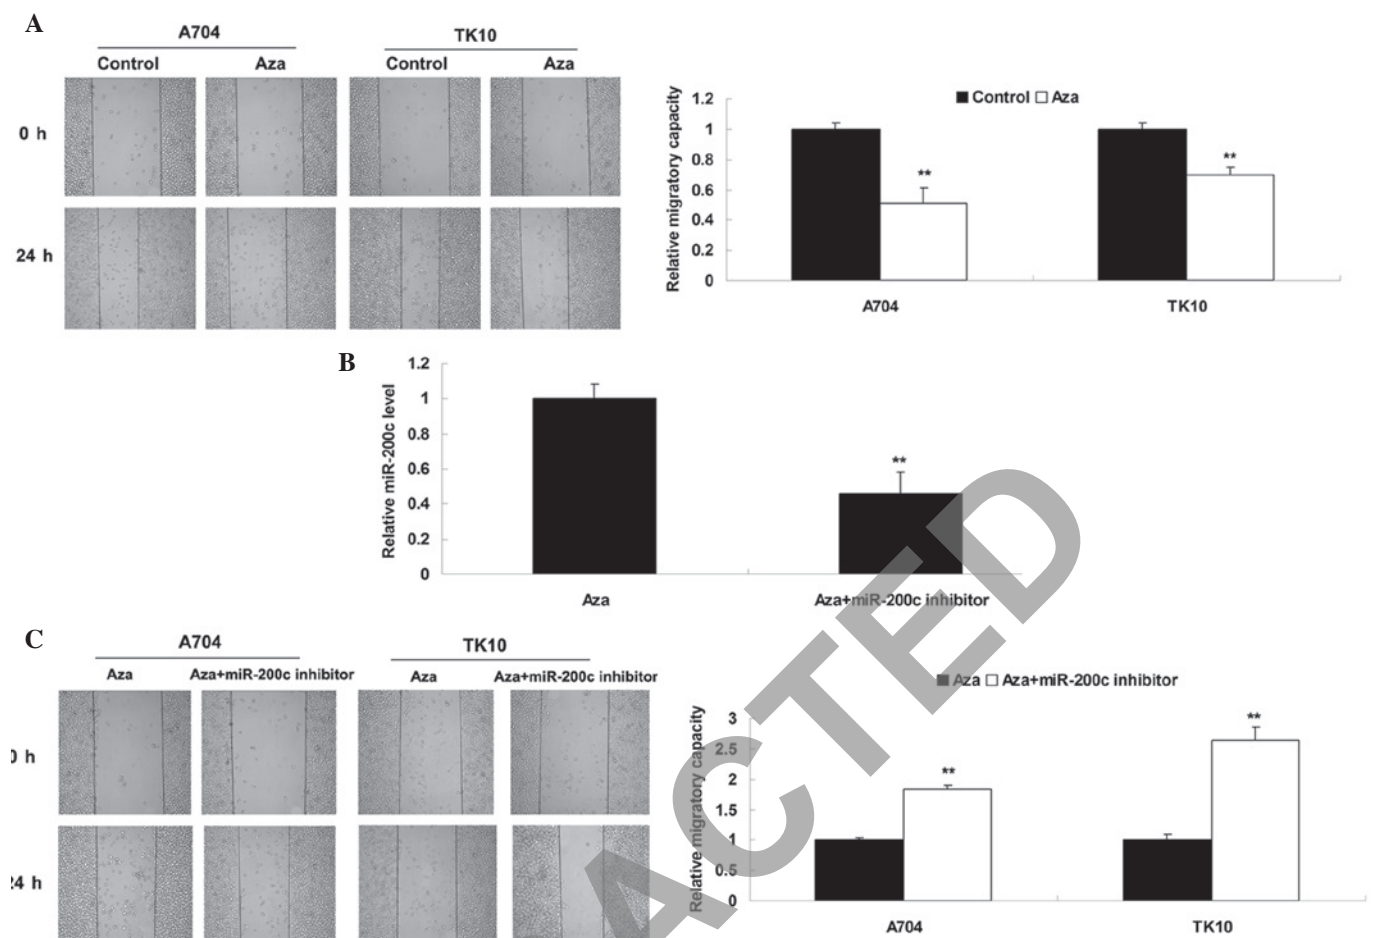 A
A704
TK10
Control
Aza
Control
Aza
0 h
24 h
Control Aza
Relative migratory capacity
1.2
1
0.8
0.6
0.4
0.2
0
**
**
A704
TK10
B
Relative miR-200c level
1.2
1
0.8
0.6
0.4
0.2
0
**
Aza
Aza+miR-200c inhibitor
C
A704
TK10
Aza
Aza+miR-200c inhibitor
Aza
Aza+miR-200c inhibitor
0 h
24 h
Aza Aza+miR-200c inhibitor
Relative migratory capacity
3
2.5
2
1.5
1
0.5
0
**
**
A704
TK10
ACTED